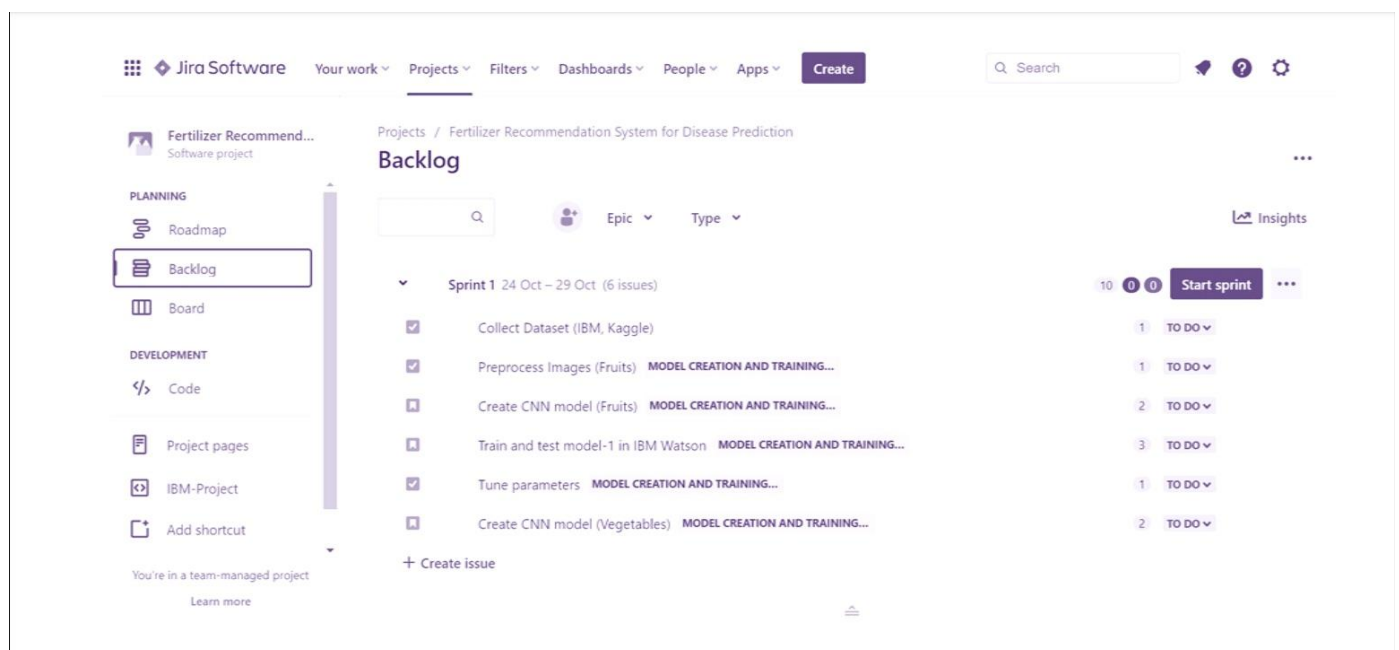 Jira Software Your work Projects Filters Dashboards People Apps Create Search
Fertilizer Recommend...
Software project
PLANNING
Roadmap
Backlog
Board
DEVELOPMENT
Code
Project pages
IBM-Project
Add shortcut
You're in a team-managed project
Learn more
Projects / Fertilizer Recommendation System for Disease Prediction
Backlog
Epic Type Insights
Sprint 1 24 Oct – 29 Oct (6 issues) 10 0 0 Start sprint
Collect Dataset (IBM, Kaggle) 1 TO DO
Preprocess Images (Fruits) MODEL CREATION AND TRAINING... 1 TO DO
Create CNN model (Fruits) MODEL CREATION AND TRAINING... 2 TO DO
Train and test model-1 in IBM Watson MODEL CREATION AND TRAINING... 3 TO DO
Tune parameters MODEL CREATION AND TRAINING... 1 TO DO
Create CNN model (Vegetables) MODEL CREATION AND TRAINING... 2 TO DO
+ Create issue